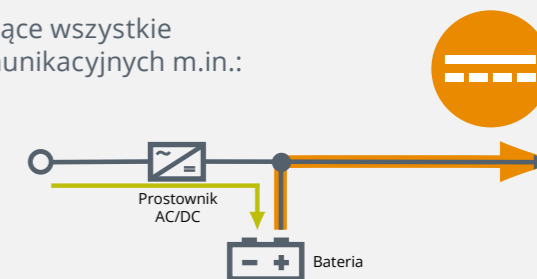 ące wszystkie
unikacyjnych m.in.:
Prostownik
AC/DC
Bateria